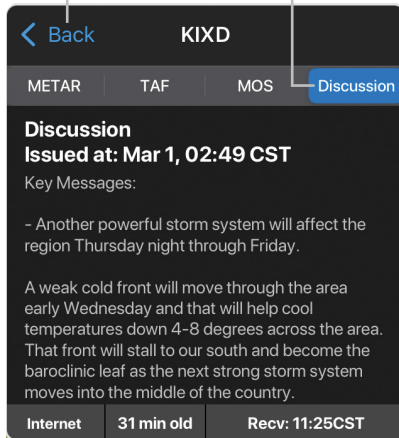 Back
KIXD
METAR TAF MOS Discussion
Discussion
Issued at: Mar 1, 02:49 CST
Key Messages:
- Another powerful storm system will affect the
region Thursday night through Friday.
A weak cold front will move through the area
early Wednesday and that will help cool
temperatures down 4-8 degrees across the area.
That front will stall to our south and become the
baroclinic leaf as the next strong storm system
moves into the middle of the country.
Internet 31 min old Recv: 11:25CST